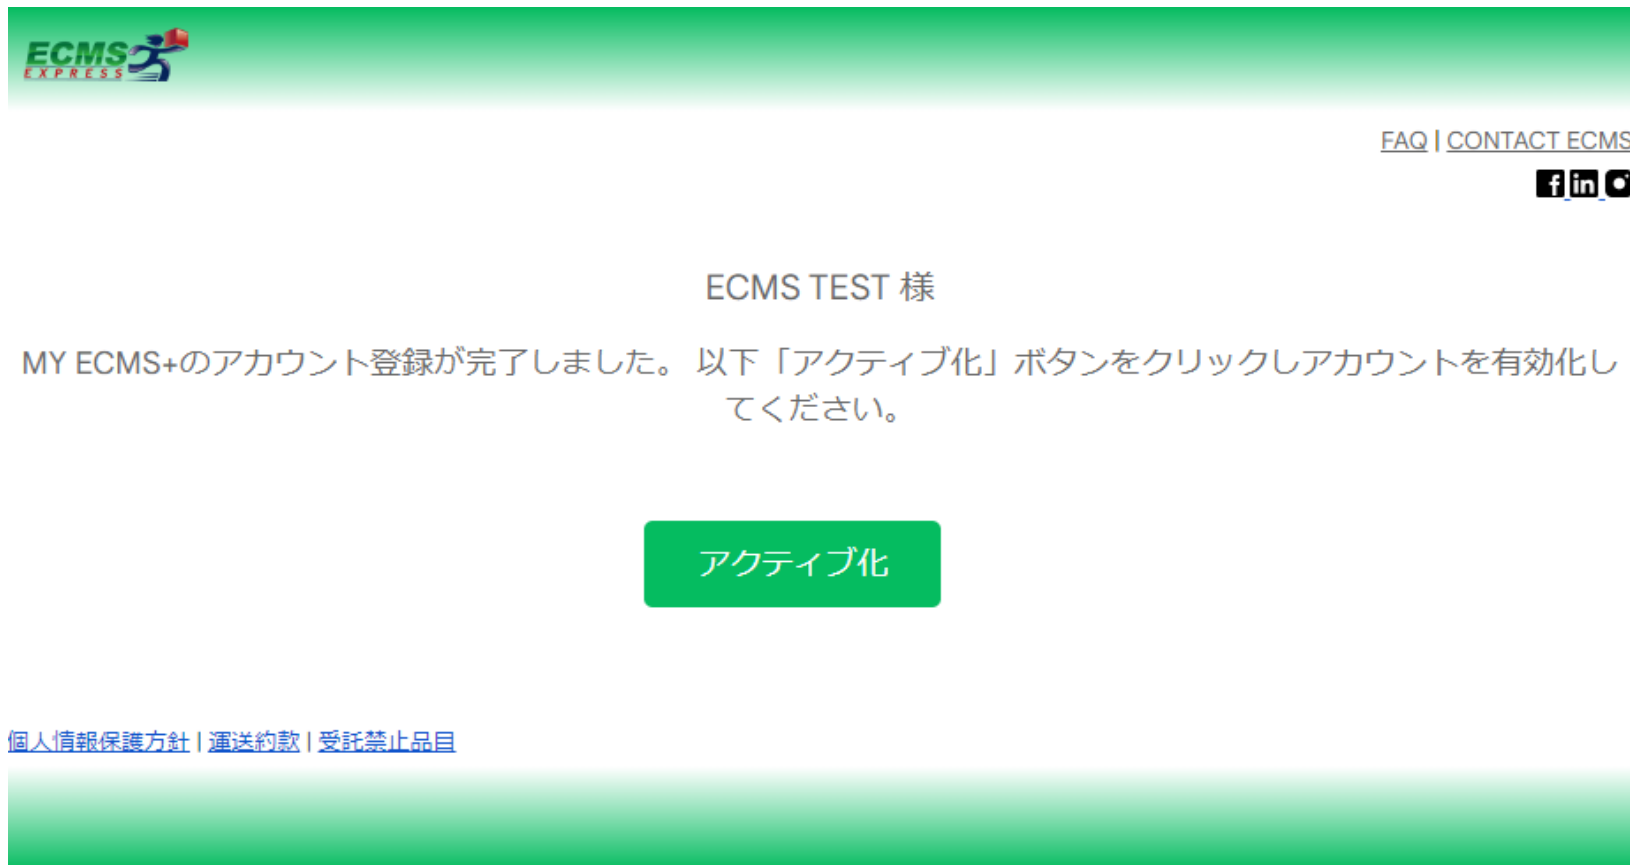 ECMS
EXPRESS
FAQ | CONTACT ECMS
ECMS TEST 様
MY ECMS+のアカウント登録が完了しました。 以下「アクティブ化」ボタンをクリックしアカウントを有効化し
てください。
アクティブ化
個人情報保護方針 | 運送約款 | 受託禁止品目